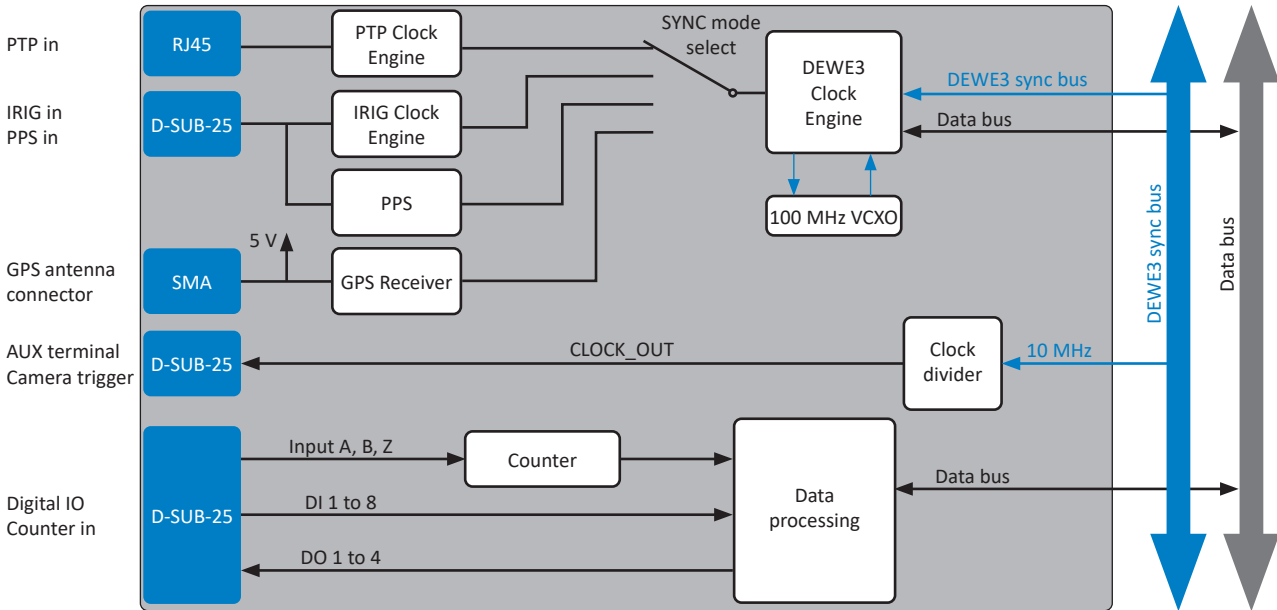 PTP in
RJ45
PTP Clock
Engine
SYNC mode
select
DEWE3
Clock
Engine
DEWE3 sync bus
Data bus
IRIG in
PPS in
D-SUB-25
IRIG Clock
Engine
PPS
100 MHz VCXO
5 V
GPS antenna
connector
SMA
GPS Receiver
DEWE3 sync bus
Data bus
AUX terminal
Camera trigger
D-SUB-25
CLOCK_OUT
Clock
divider
10 MHz
Digital IO
Counter in
D-SUB-25
Input A, B, Z
Counter
DI 1 to 8
DO 1 to 4
Data
processing
Data bus